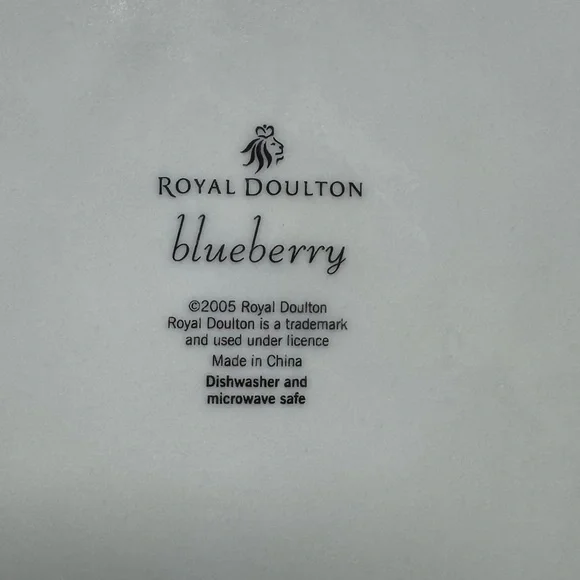 ROYAL DOULTON
blueberry
©2005 Royal Doulton
Royal Doulton is a trademark
and used under licence
Made in China
Dishwasher and
microwave safe